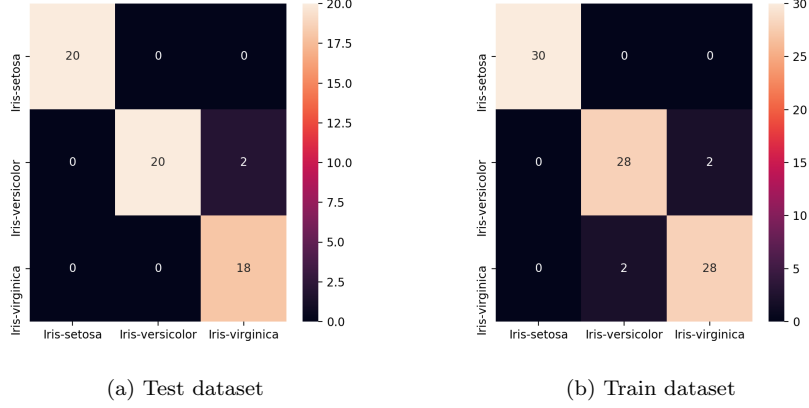 Iris-setosa
Iris-versicolor
Iris-virginica
20 0 0
0 20 2
0 0 18
Iris-setosa Iris-versicolor Iris-virginica
20.0
17.5
15.0
12.5
10.0
7.5
5.0
2.5
0.0
(a) Test dataset
Iris-setosa
Iris-versicolor
Iris-virginica
30 0 0
0 28 2
0 2 28
Iris-setosa Iris-versicolor Iris-virginica
30
25
20
15
10
5
0
(b) Train dataset